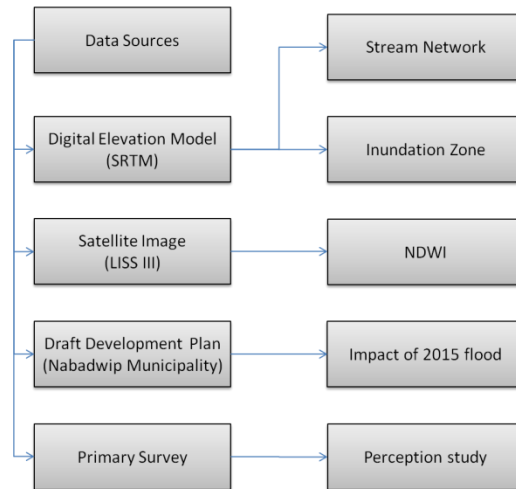 Data Sources
Stream Network
Digital Elevation Model
(SRTM)
Inundation Zone
Satellite Image
(LISS III)
NDWI
Draft Development Plan
(Nabadwip Municipality)
Impact of 2015 flood
Primary Survey
Perception study